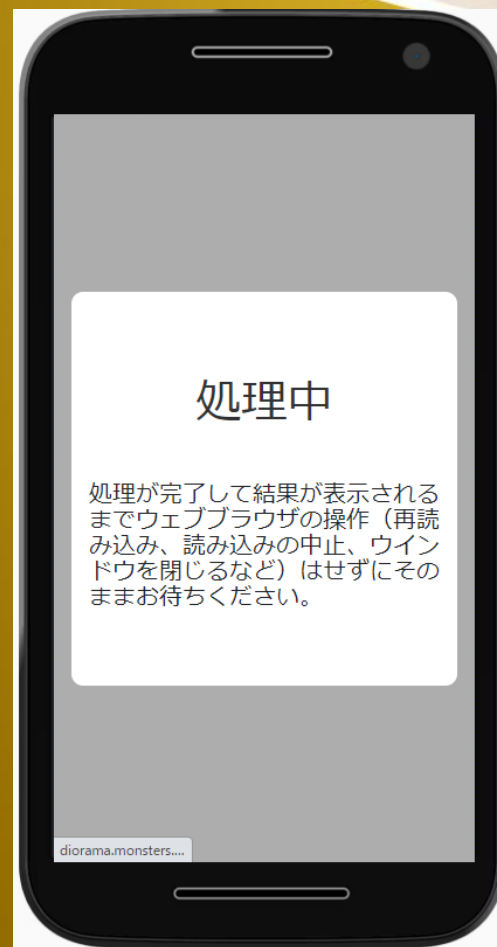 処理中
処理が完了して結果が表示される
までウェブブラウザの操作（再読
み込み、読み込みの中止、ウイン
ドウを閉じるなど）はせずにその
ままお待ちください。
diorama.monsters....